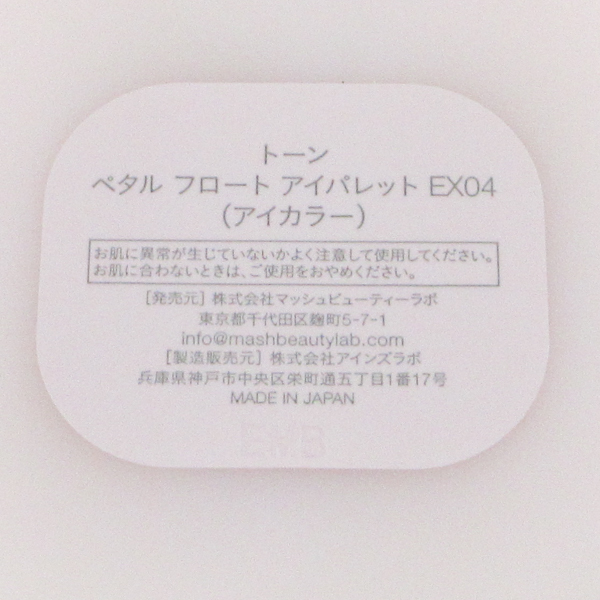 トーン
ペタル フロート アイパレット EX04
（アイカラー）
お肌に異常が生じていないかよく注意して使用してください。
お肌に合わないときは、ご使用をおやめください。
［発売元］株式会社マッシュビューティーラボ
東京都千代田区麹町5-7-1
info@mashbeautylab.com
［製造販売元］株式会社アインズラボ
兵庫県神戸市中央区栄町通五丁目1番17号
MADE IN JAPAN